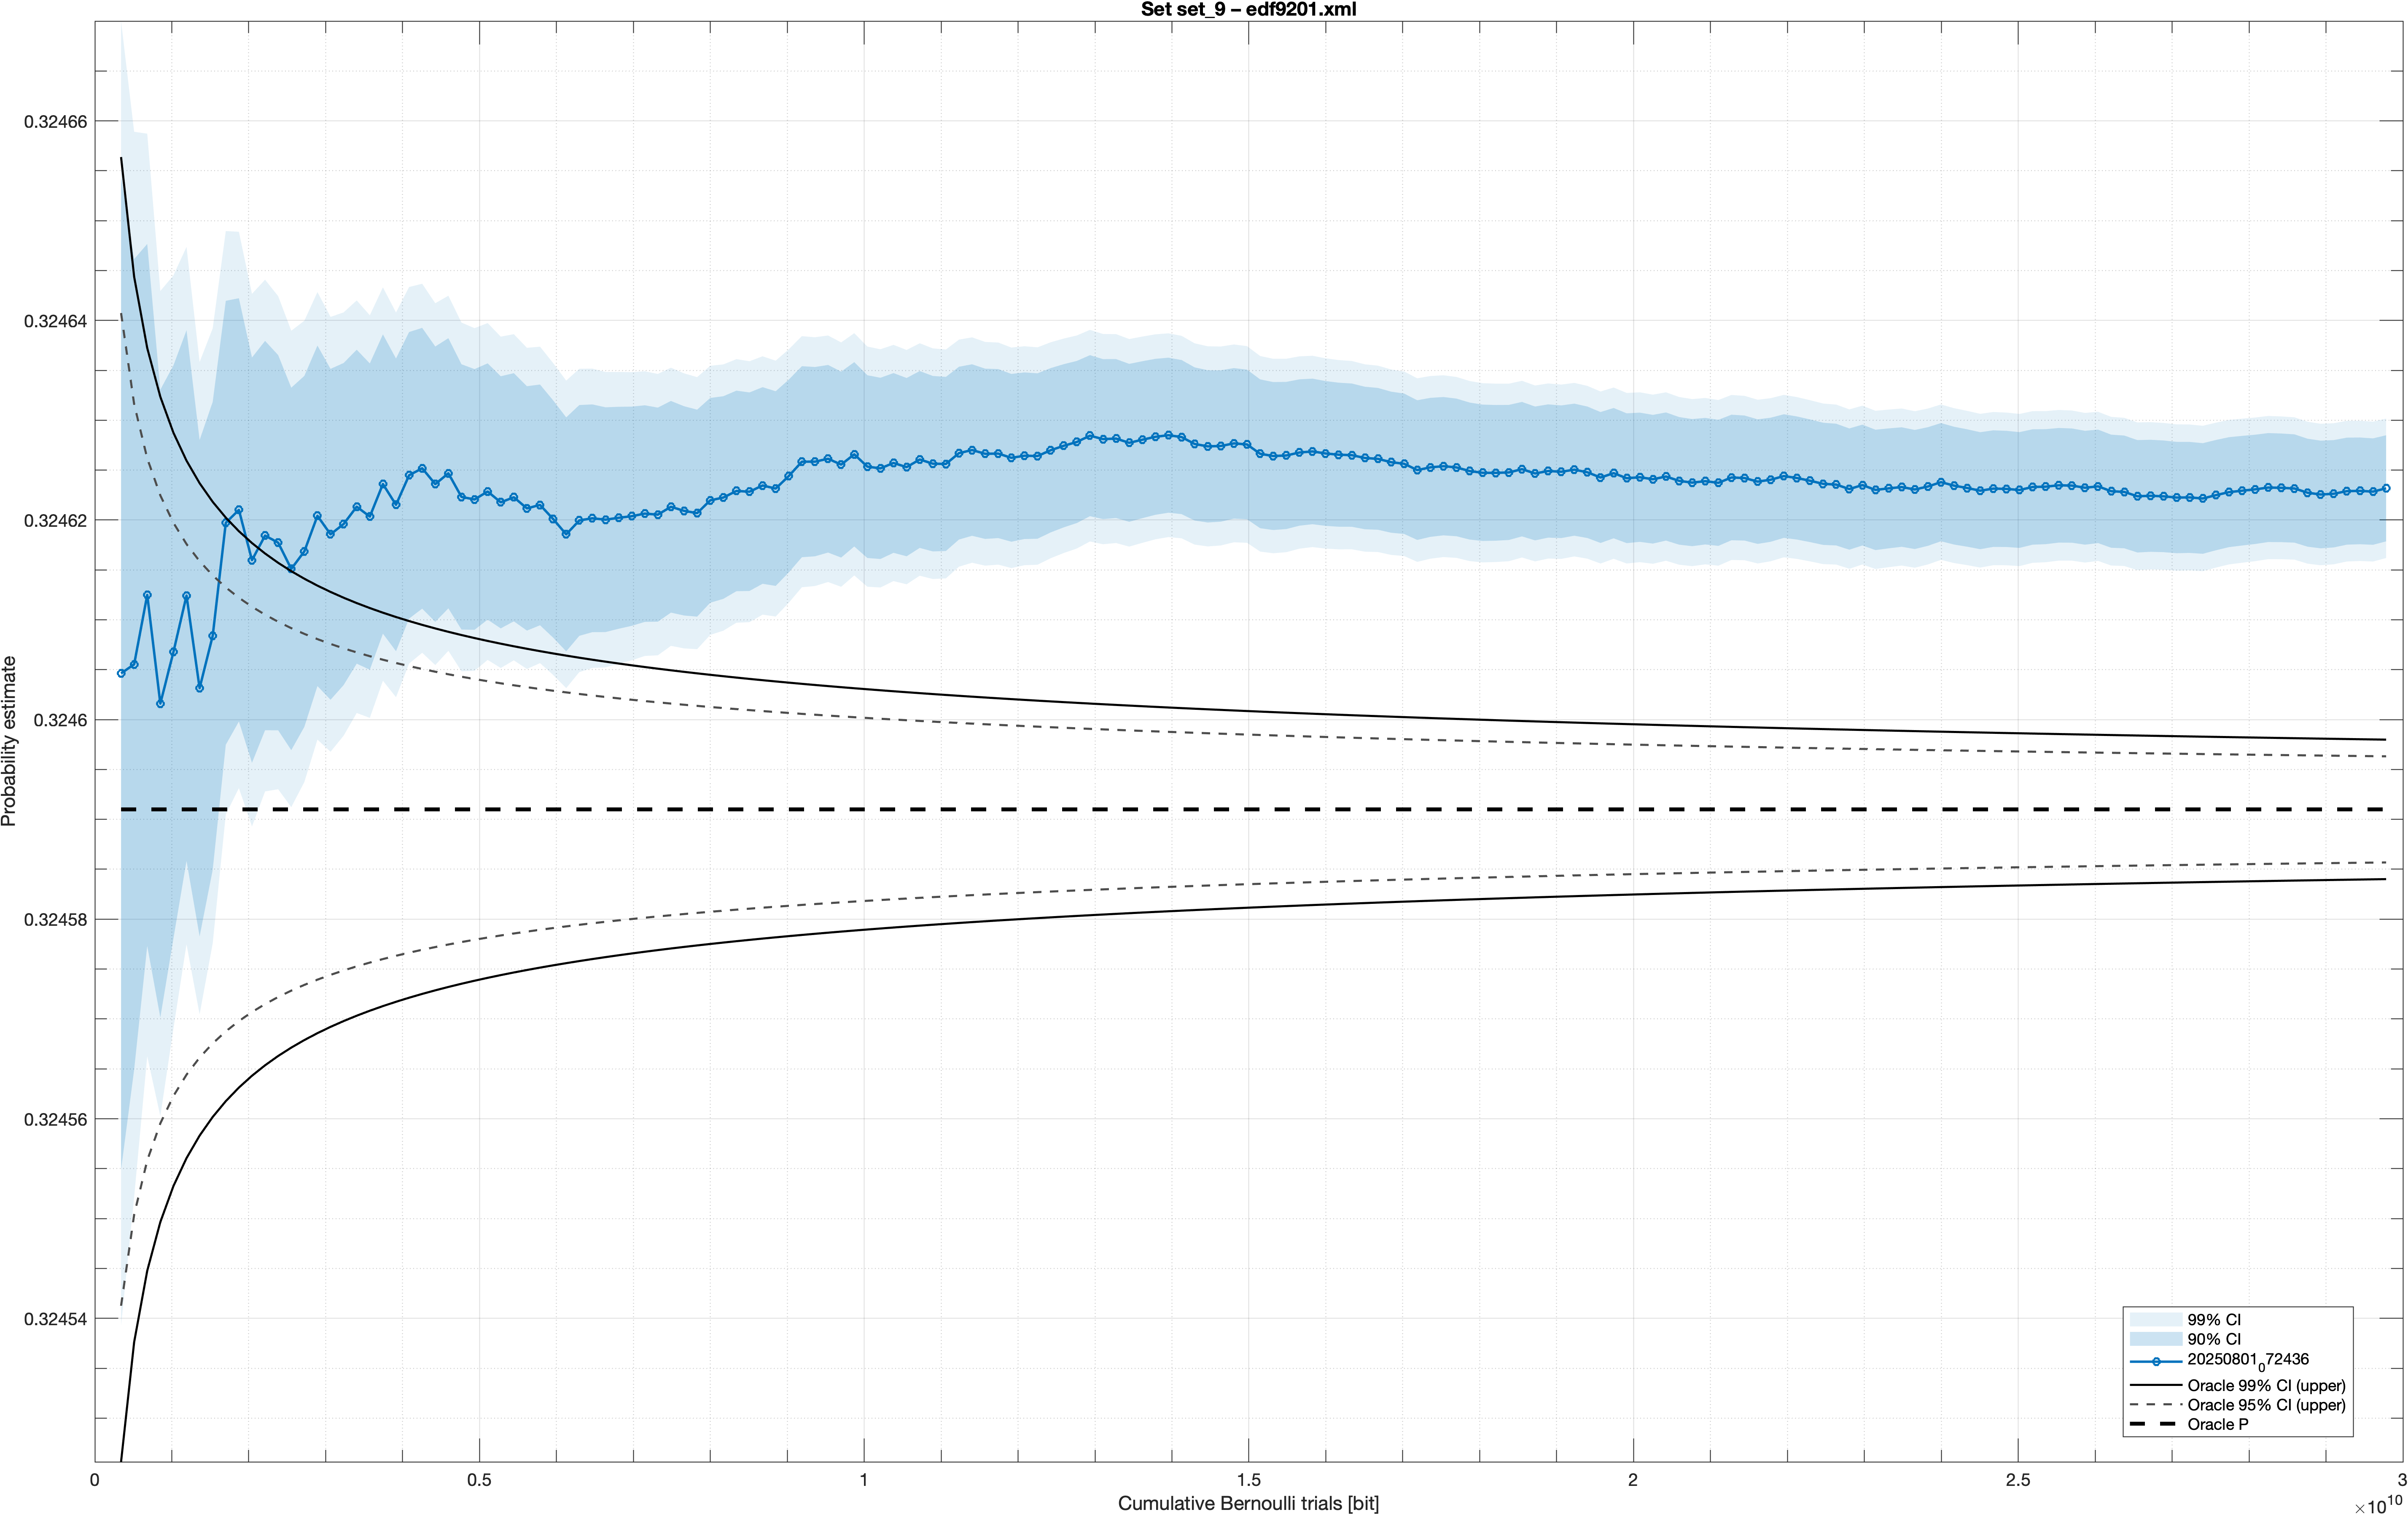 Set set_9 – edf9201.xml
Probability estimate
0.32466
0.32464
0.32462
0.3246
0.32458
0.32456
0.32454
0
0.5
1
1.5
2
2.5
3
×10^10
Cumulative Bernoulli trials [bit]
99% CI
90% CI
20250801_072436
Oracle 99% CI (upper)
Oracle 95% CI (upper)
Oracle P